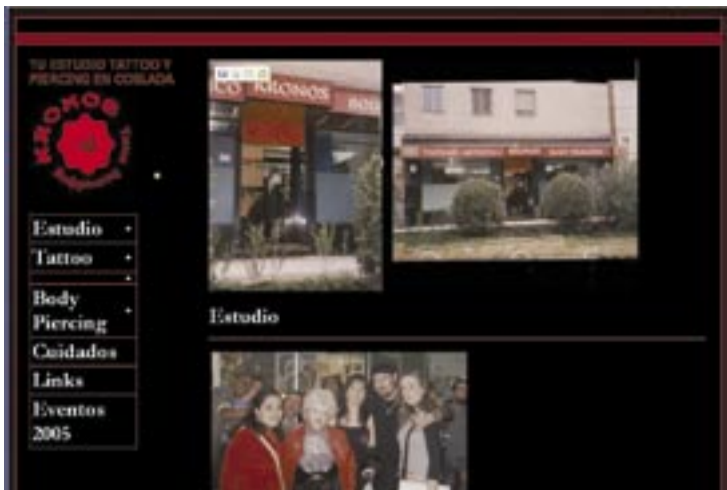 TU ESTUDIO TATTOO Y
PIERCING EN COSLADA
KRONOS
KRONOS
Estudio
Tattoo
Body
Piercing
Cuidados
Links
Eventos
2005
Estudio